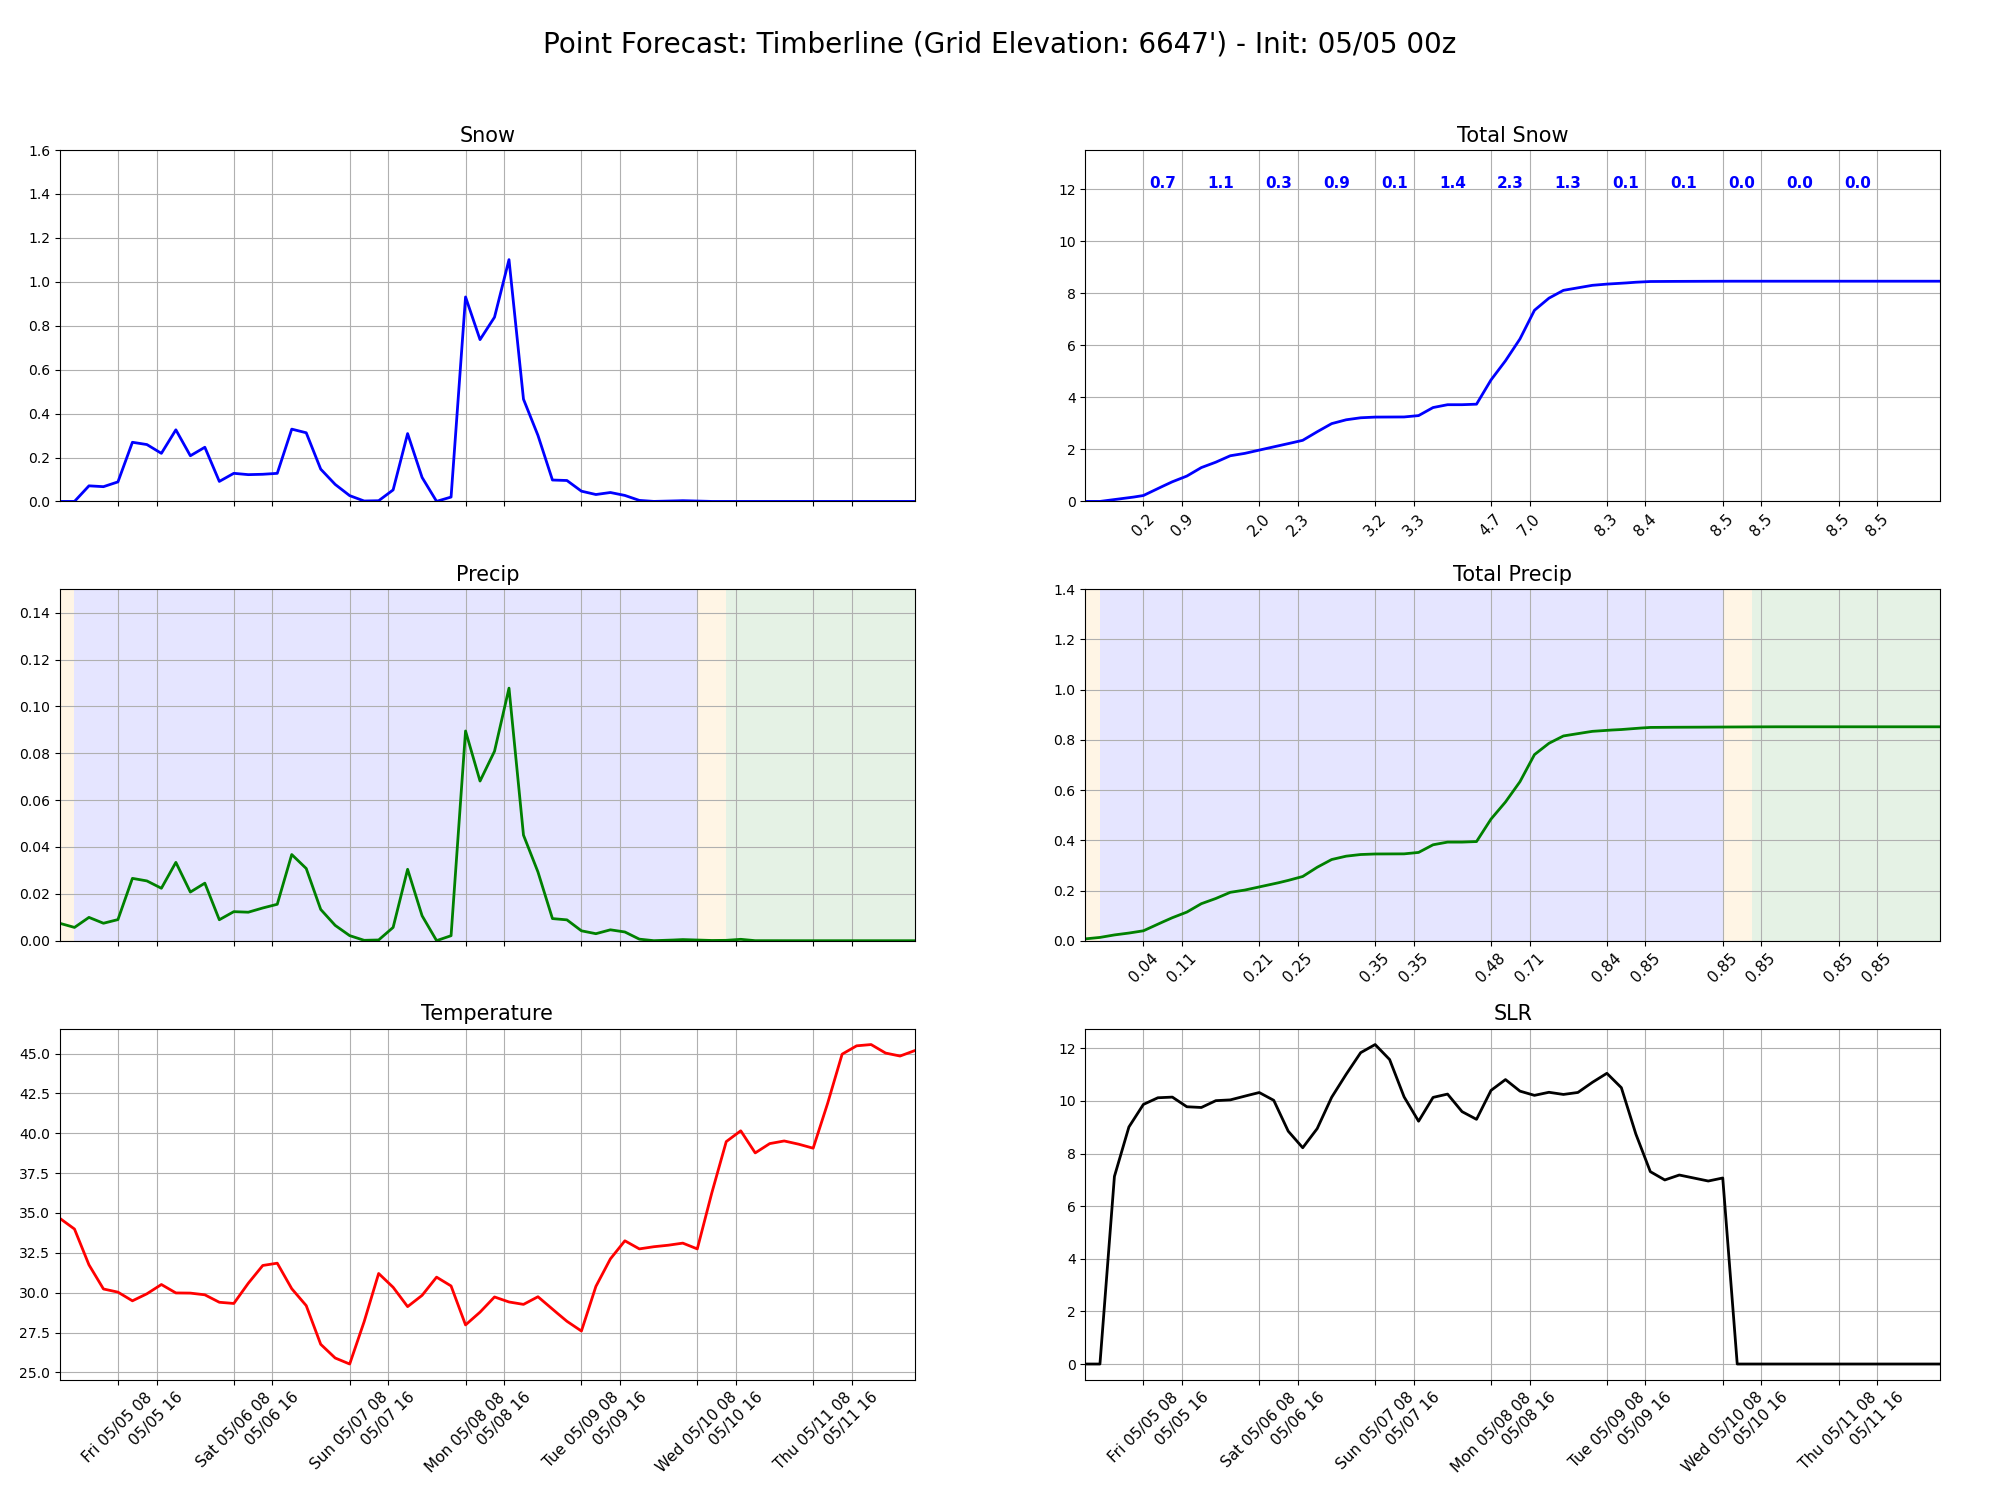 Point Forecast: Timberline (Grid Elevation: 6647') - Init: 05/05 00z
Snow
1.6
1.4
1.2
1.0
0.8
0.6
0.4
0.2
0.0
Total Snow
0.7 1.1 0.3 0.9 0.1 1.4 2.3 1.3 0.1 0.1 0.0 0.0 0.0
12
10
8
6
4
2
0
0.2 0.9 2.0 2.3 3.2 3.3 4.7 7.0 8.3 8.4 8.5 8.5 8.5 8.5
Precip
0.14
0.12
0.10
0.08
0.06
0.04
0.02
0.00
Total Precip
1.4
1.2
1.0
0.8
0.6
0.4
0.2
0.0
0.04 0.11 0.21 0.25 0.35 0.35 0.48 0.71 0.84 0.85 0.85 0.85 0.85 0.85
Temperature
45.0
42.5
40.0
37.5
35.0
32.5
30.0
27.5
25.0
Fri 05/05 08
05/05 16
Sat 05/06 08
05/06 16
Sun 05/07 08
05/07 16
Mon 05/08 08
05/08 16
Tue 05/09 08
05/09 16
Wed 05/10 08
05/10 16
Thu 05/11 08
05/11 16
SLR
12
10
8
6
4
2
0
Fri 05/05 08
05/05 16
Sat 05/06 08
05/06 16
Sun 05/07 08
05/07 16
Mon 05/08 08
05/08 16
Tue 05/09 08
05/09 16
Wed 05/10 08
05/10 16
Thu 05/11 08
05/11 16